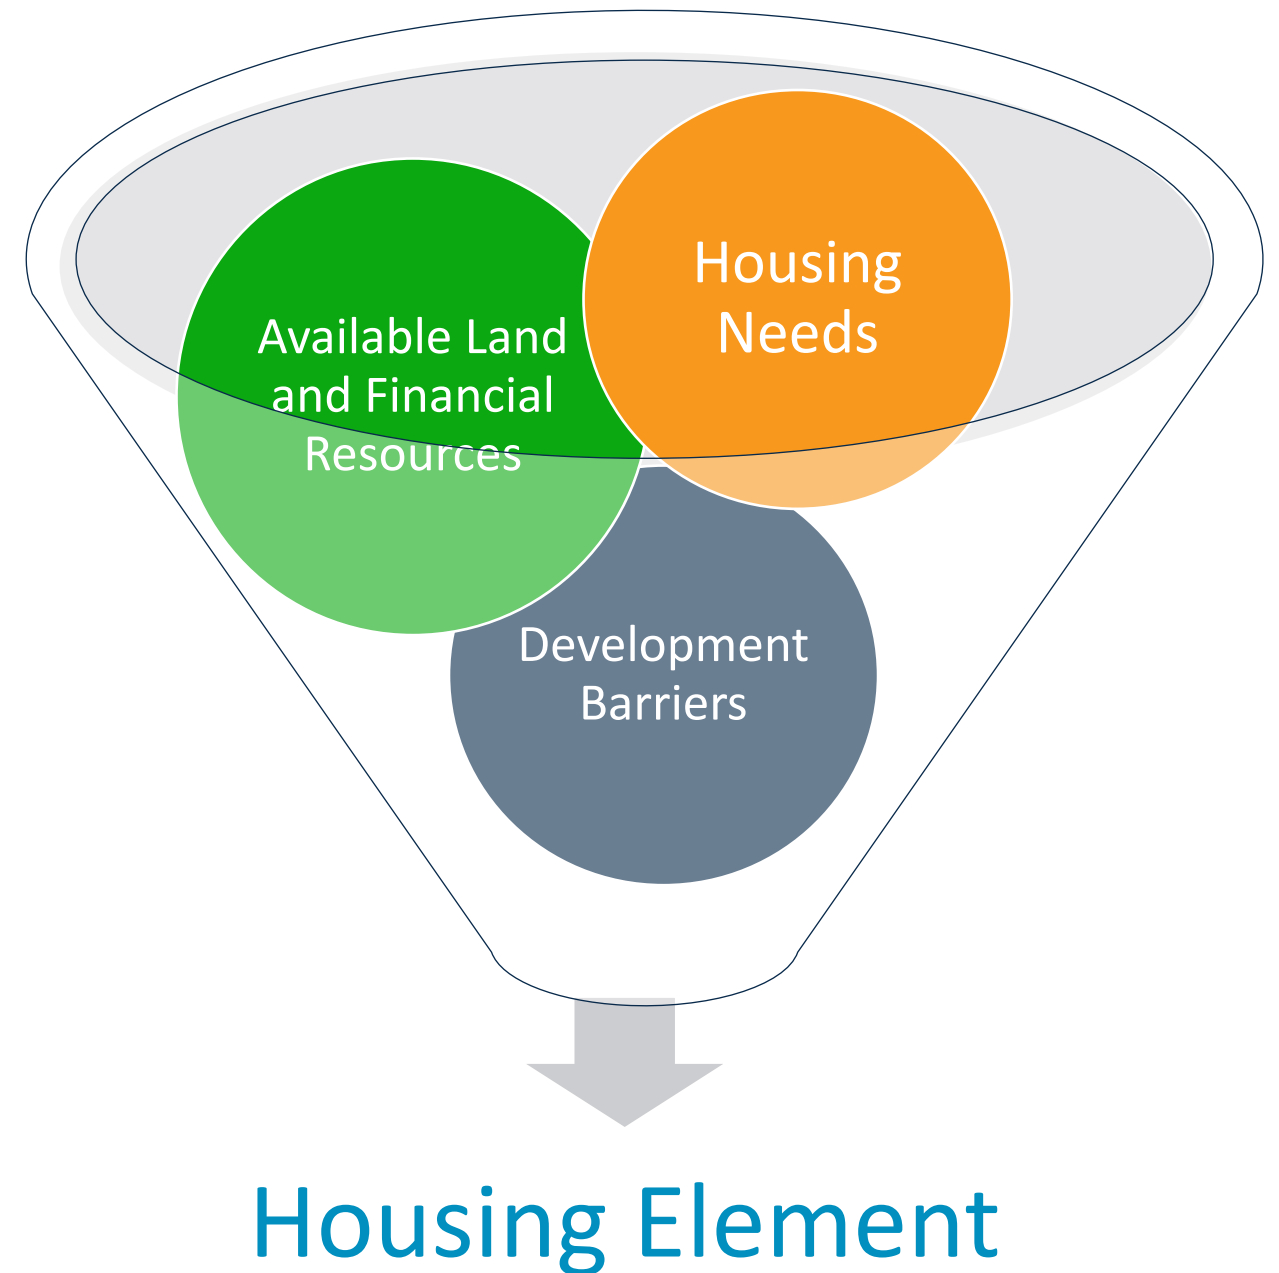 Housing
Needs
Available Land
and Financial
Resources
Development
Barriers
Housing Element